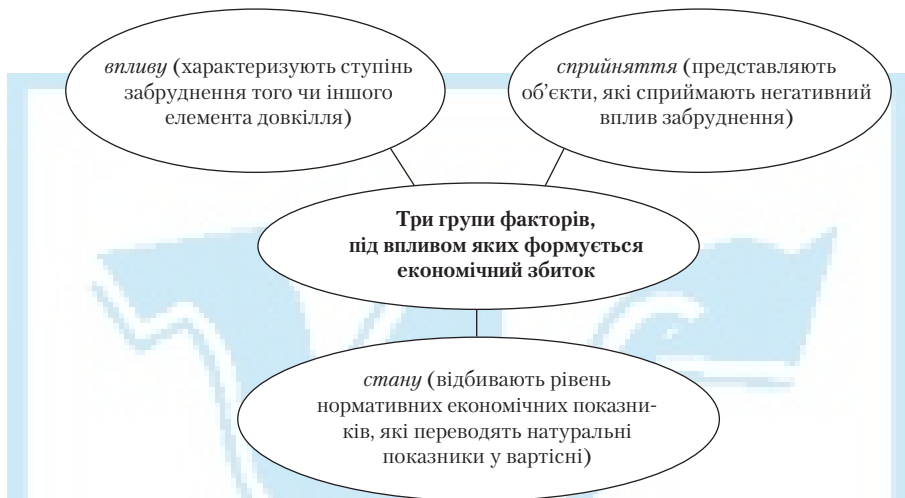 впливу (характеризують ступінь
забруднення того чи іншого
елемента довкілля)
сприйняття (представляють
об’єкти, які сприймають негативний
вплив забруднення)
Три групи факторів,
під впливом яких формується
економічний збиток
стану (відбивають рівень
нормативних економічних показни-
ків, які переводять натуральні
показники у вартісні)